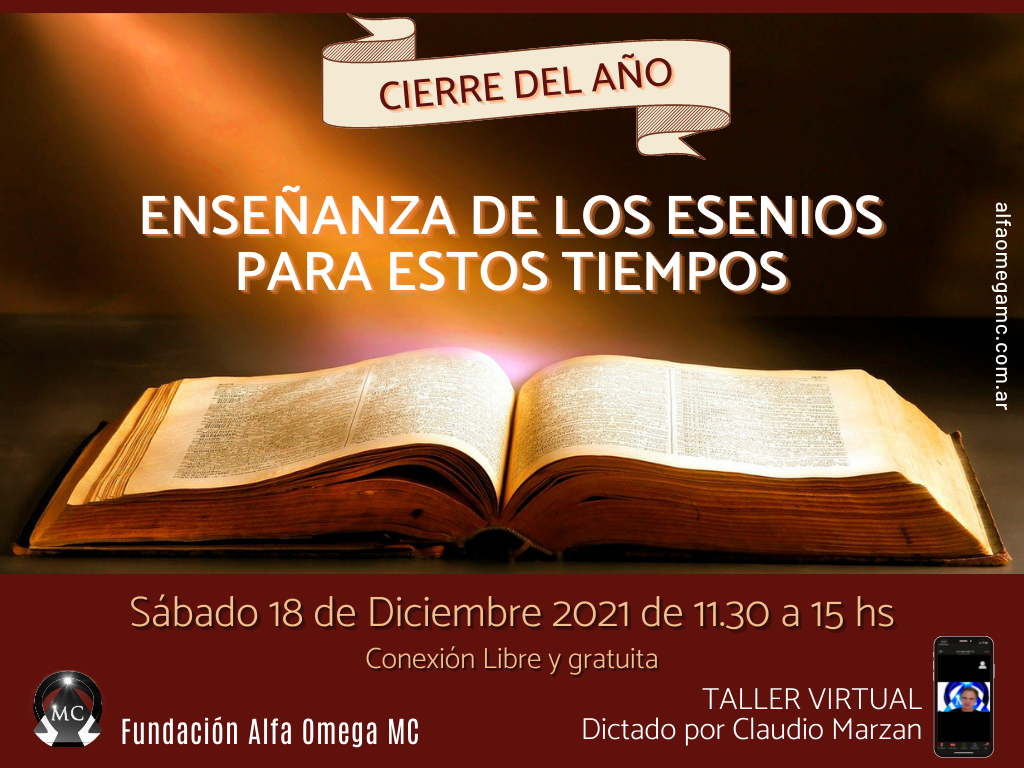 CIERRE DEL AÑO
ENSEÑANZA DE LOS ESENIOS
PARA ESTOS TIEMPOS
alfaomegamc.com.ar
Sábado 18 de Diciembre 2021 de 11.30 a 15 hs
Conexión Libre y gratuita
MC
Fundación Alfa Omega MC
TALLER VIRTUAL
Dictado por Claudio Marzan